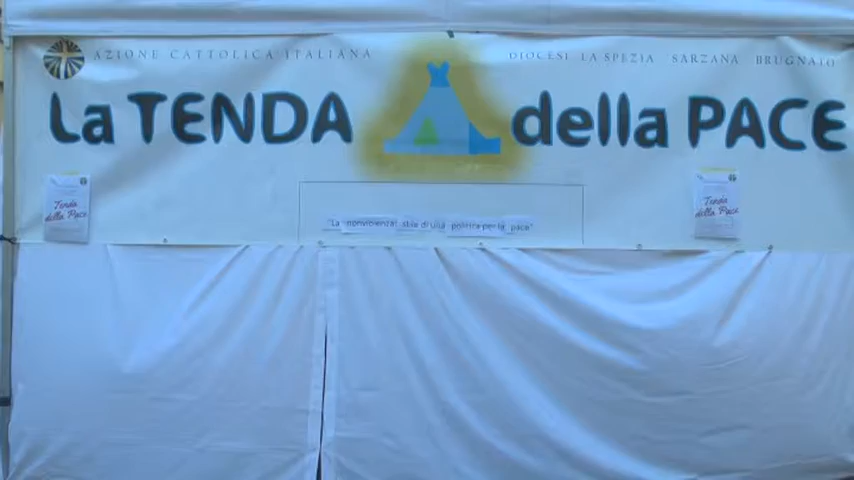 AZIONE CATTOLICA ITALIANA
DIOCESI LA SPEZIA SARZANA BRUGNATO
La TENDA della PACE
Tenda
della Pace
Tenda
della Pace
"La nonviolenza: stile di una politica per la pace"